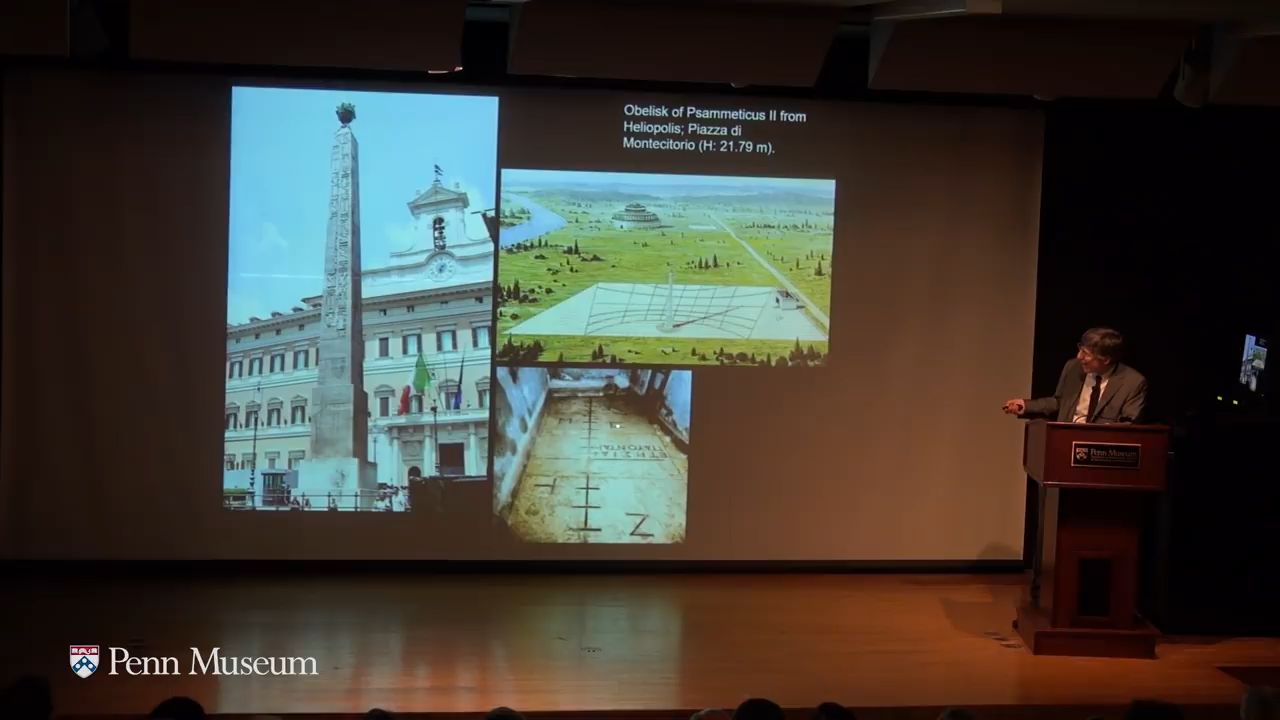 Obelisk of Psammeticus II from
Heliopolis; Piazza di
Montecitorio (H: 21.79 m).
Penn Museum
Penn Museum